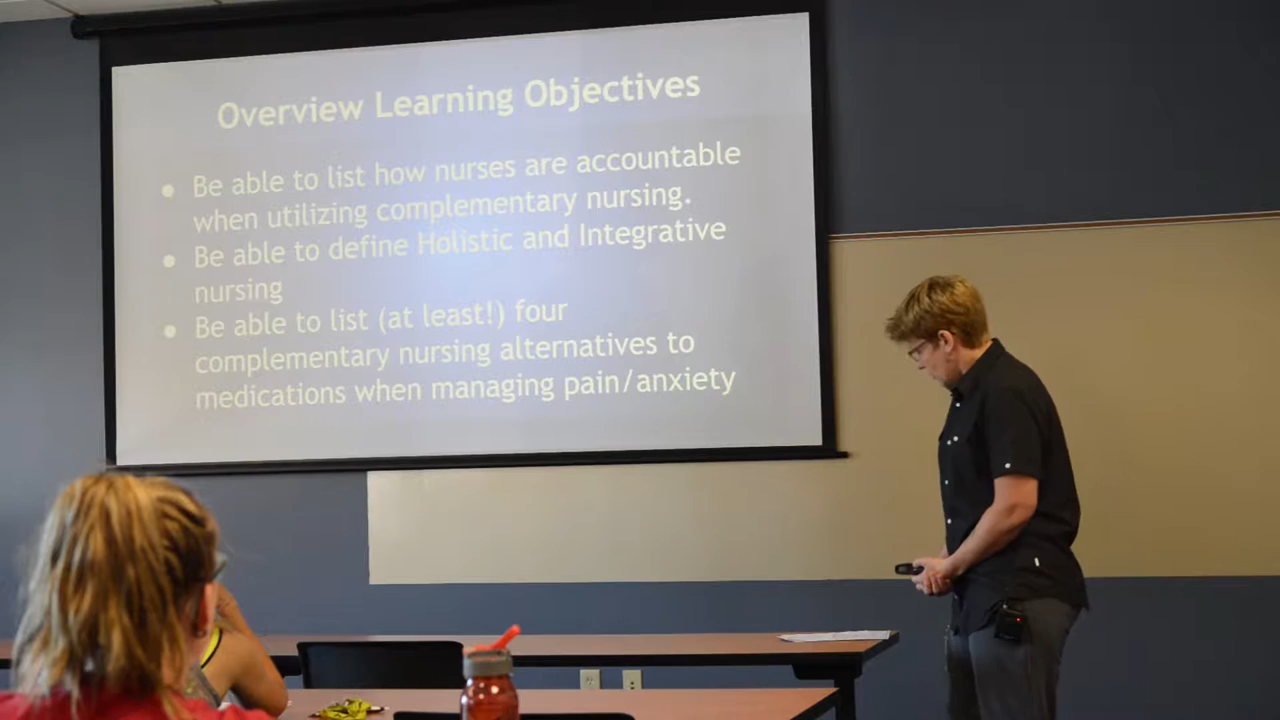 Overview Learning Objectives
● Be able to list how nurses are accountable
when utilizing complementary nursing.
● Be able to define Holistic and Integrative
nursing
● Be able to list (at least!) four
complementary nursing alternatives to
medications when managing pain/anxiety